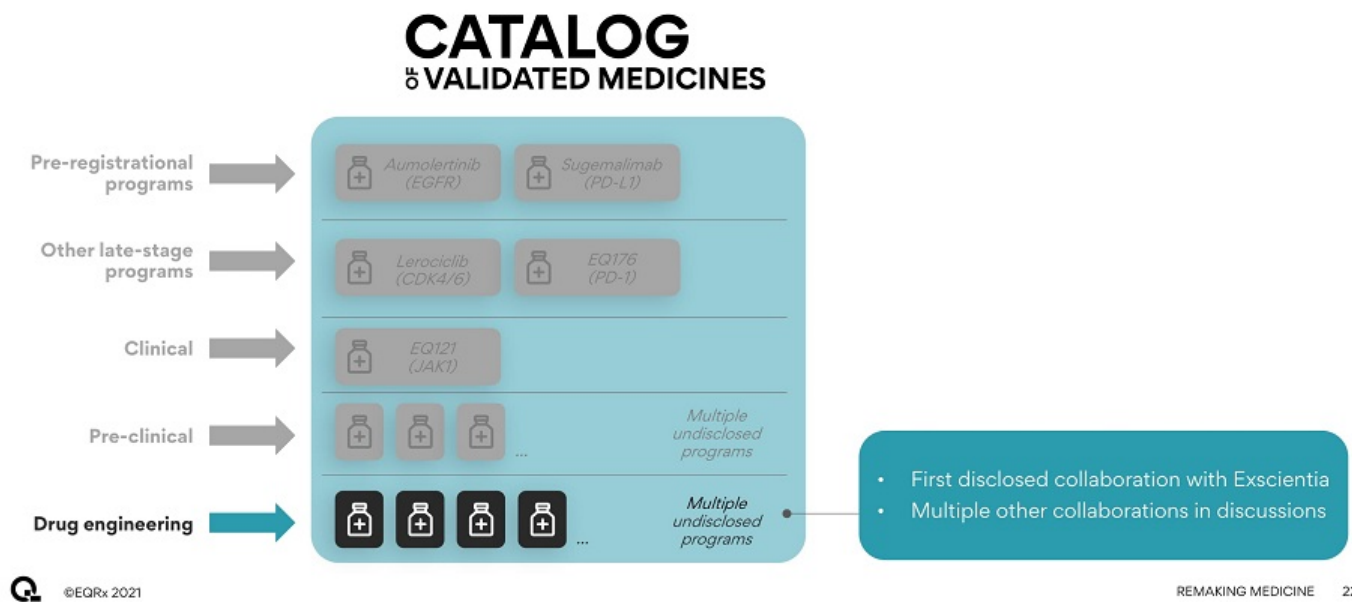 CATALOG
OF VALIDATED MEDICINES
Pre-registrational
programs
Aumolertinib
(EGFR)
Sugemalimab
(PD-L1)
Other late-stage
programs
Lerociclib
(CDK4/6)
EQ176
(PD-1)
Clinical
EQ121
(JAK1)
Pre-clinical
...
Multiple
undisclosed
programs
Drug engineering
...
Multiple
undisclosed
programs
• First disclosed collaboration with Exscientia
• Multiple other collaborations in discussions
©EQRx 2021
REMAKING MEDICINE 22